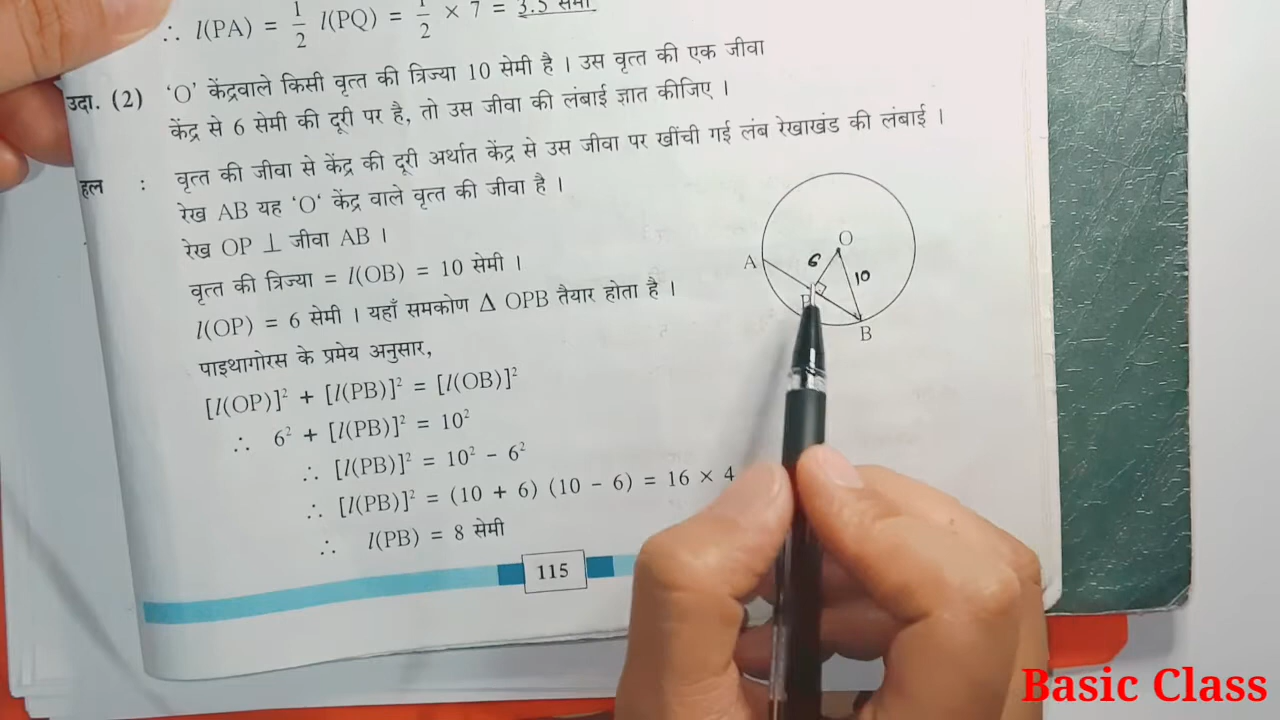 ∴ l(PA) = 1/2 l(PQ) = 1/2 × 7 = 3.5 सेमी
उदा. (2) 'O' केंद्रवाले किसी वृत्त की त्रिज्या 10 सेमी है । उस वृत्त की एक जीवा
केंद्र से 6 सेमी की दूरी पर है, तो उस जीवा की लंबाई ज्ञात कीजिए ।
हल : वृत्त की जीवा से केंद्र की दूरी अर्थात केंद्र से उस जीवा पर खींची गई लंब रेखाखंड की लंबाई ।
रेख AB यह 'O' केंद्र वाले वृत्त की जीवा है ।
रेख OP ⊥ जीवा AB ।
वृत्त की त्रिज्या = l(OB) = 10 सेमी ।
l(OP) = 6 सेमी । यहाँ समकोण Δ OPB तैयार होता है ।
पाइथागोरस के प्रमेय अनुसार,
[l(OP)]² + [l(PB)]² = [l(OB)]²
∴ 6² + [l(PB)]² = 10²
∴ [l(PB)]² = 10² - 6²
∴ [l(PB)]² = (10 + 6) (10 - 6) = 16 × 4
∴ l(PB) = 8 सेमी
115
O
A
6
10
P
B
Basic Class